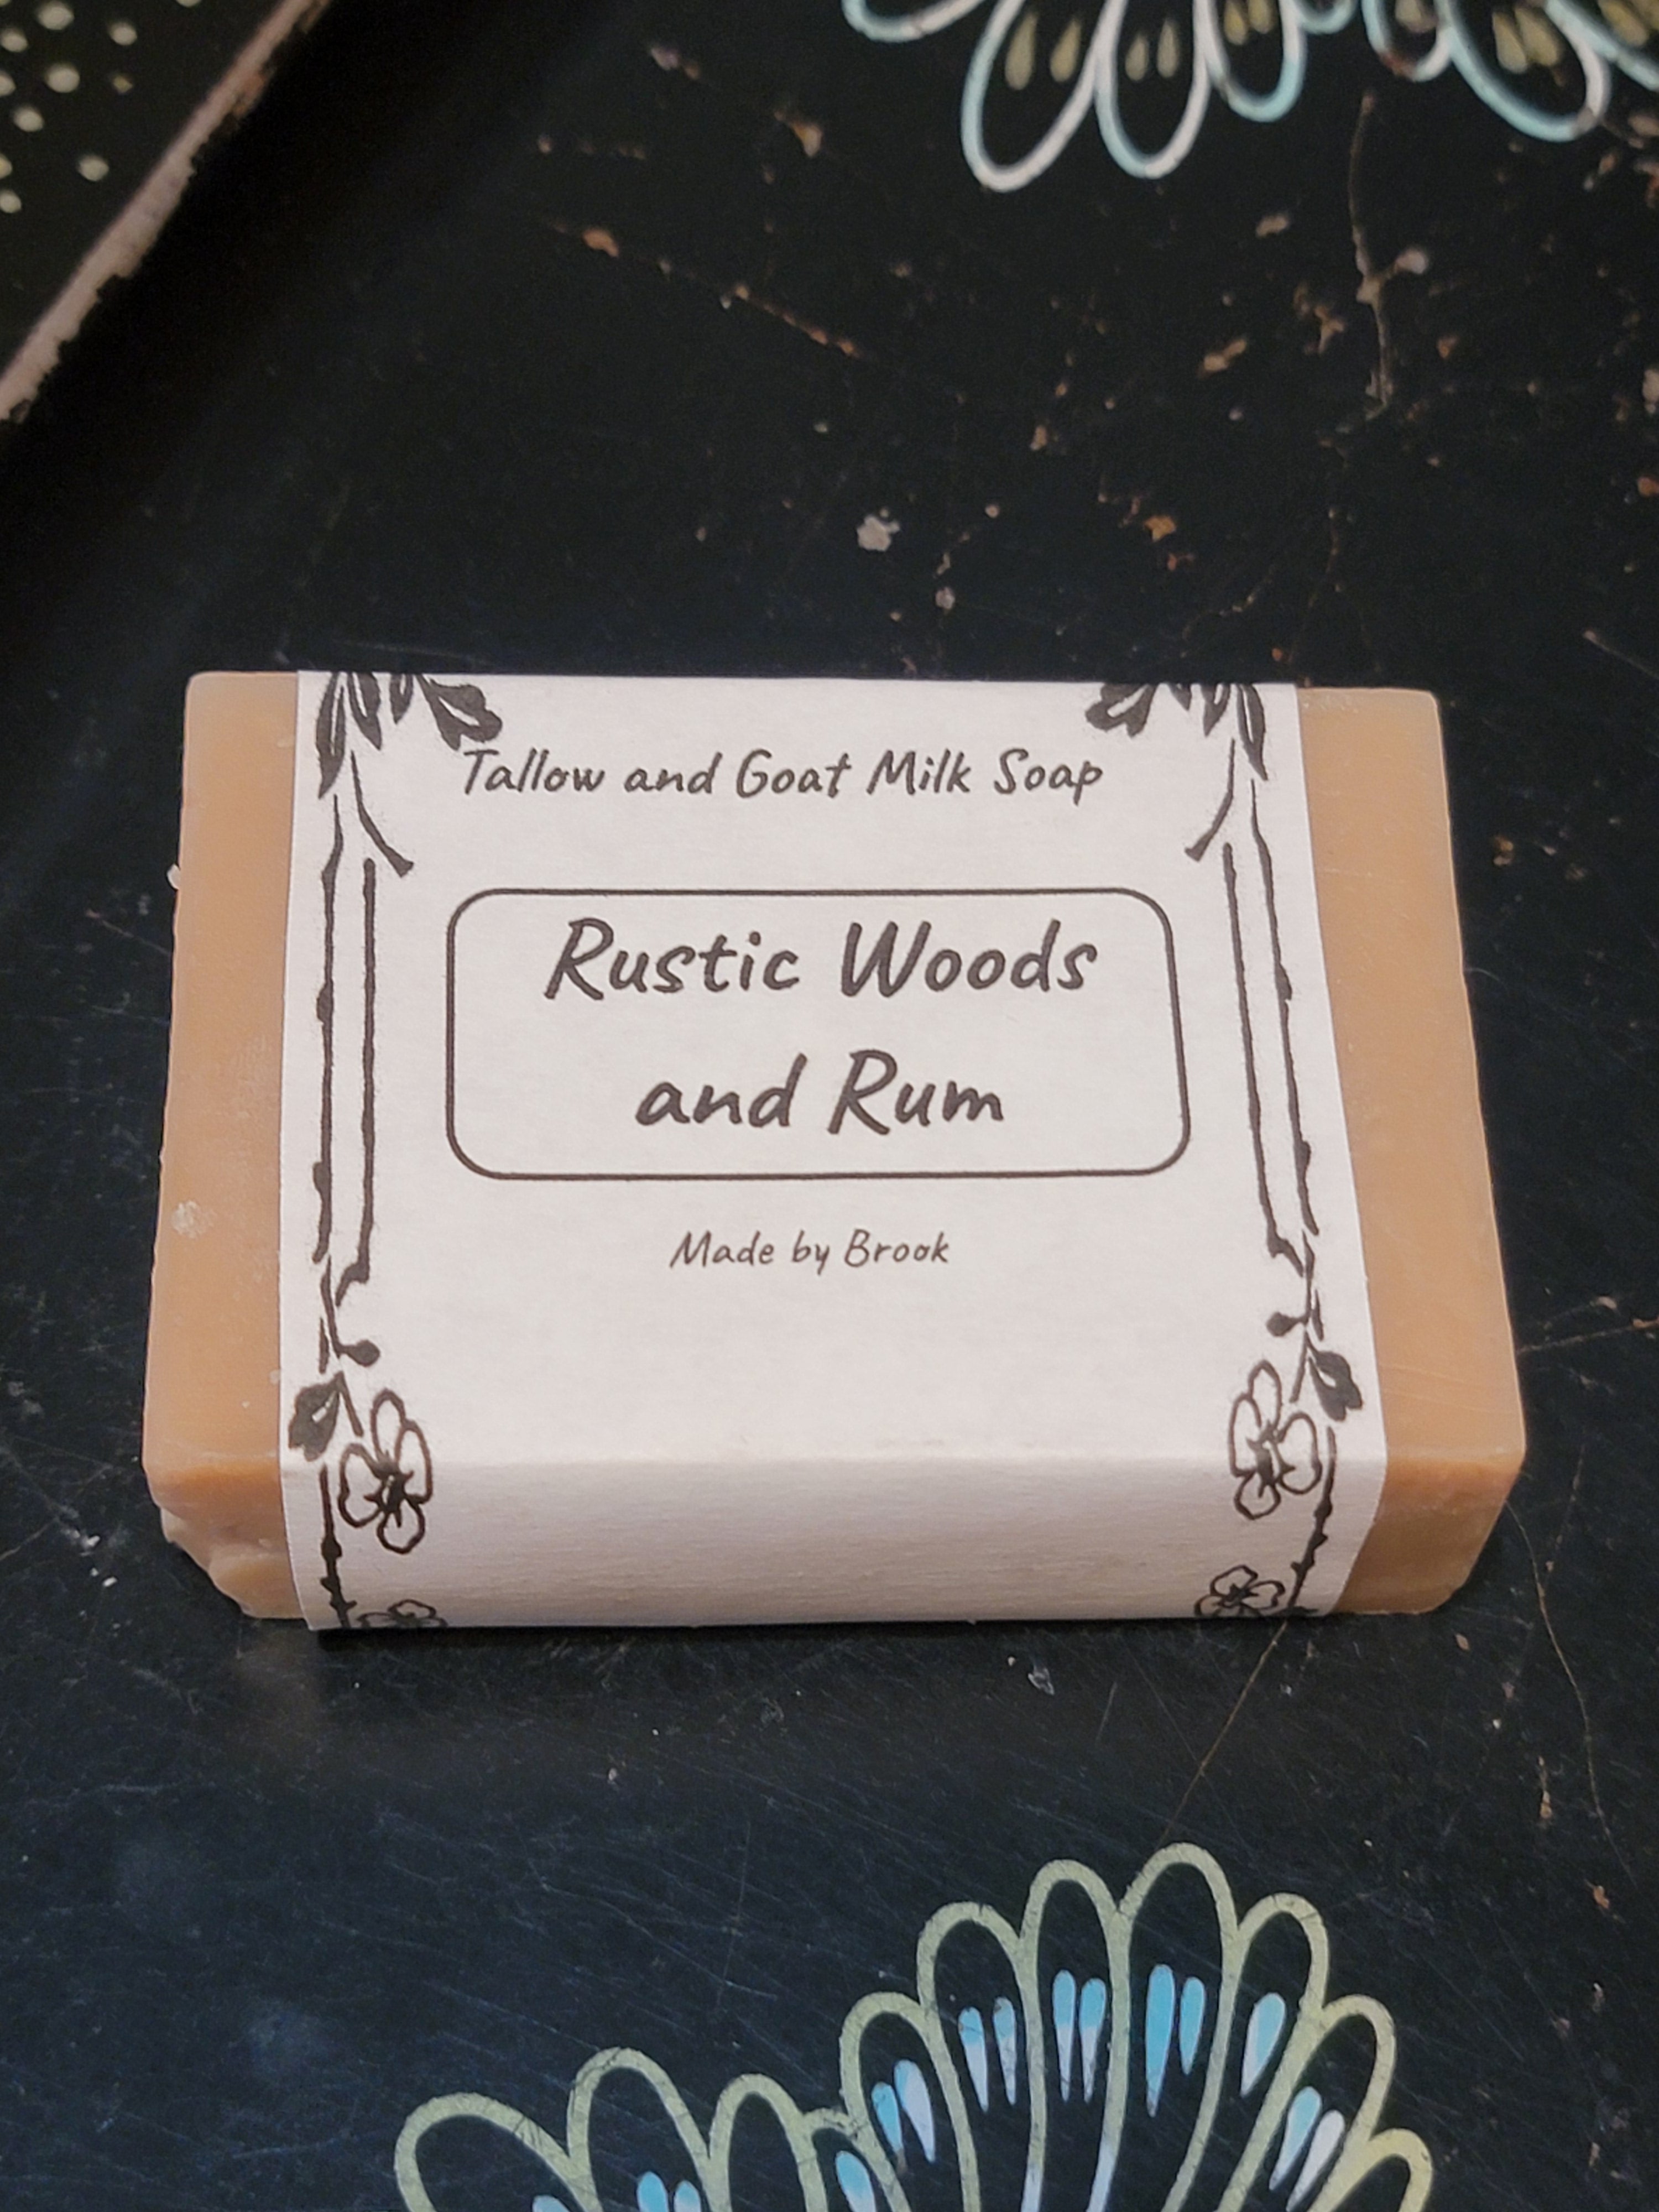 Tallow and Goat Milk Soap
Rustic Woods
and Rum
Made by Brook